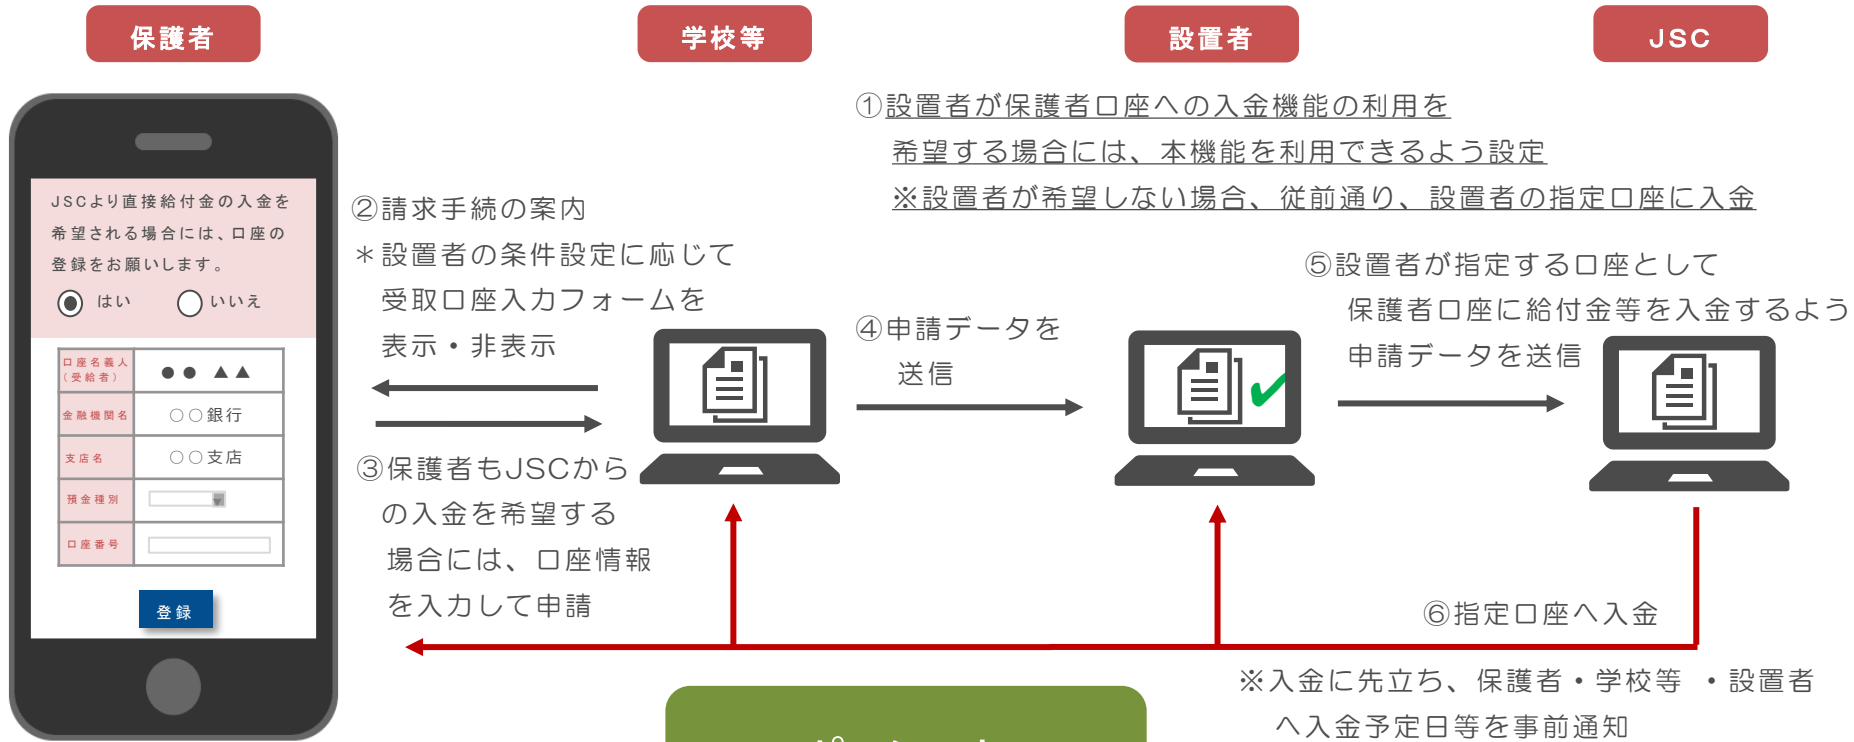 保護者
学校等
設置者
JSC
①設置者が保護者口座への入金機能の利用を
希望する場合には、本機能を利用できるよう設定
※設置者が希望しない場合、従前通り、設置者の指定口座に入金
JSCより直接給付金の入金を
希望される場合には、口座の
登録をお願いします。
はい
いいえ
口座名義人
(受給者)
●● ▲▲
金融機関名
○○銀行
支店名
○○支店
預金種別
口座番号
登録
②請求手続の案内
＊設置者の条件設定に応じて
受取口座入力フォームを
表示・非表示
③保護者もJSCから
の入金を希望する
場合には、口座情報
を入力して申請
④申請データを
送信
⑤設置者が指定する口座として
保護者口座に給付金等を入金するよう
申請データを送信
⑥指定口座へ入金
※入金に先立ち、保護者・学校等 ・設置者
へ入金予定日等を事前通知